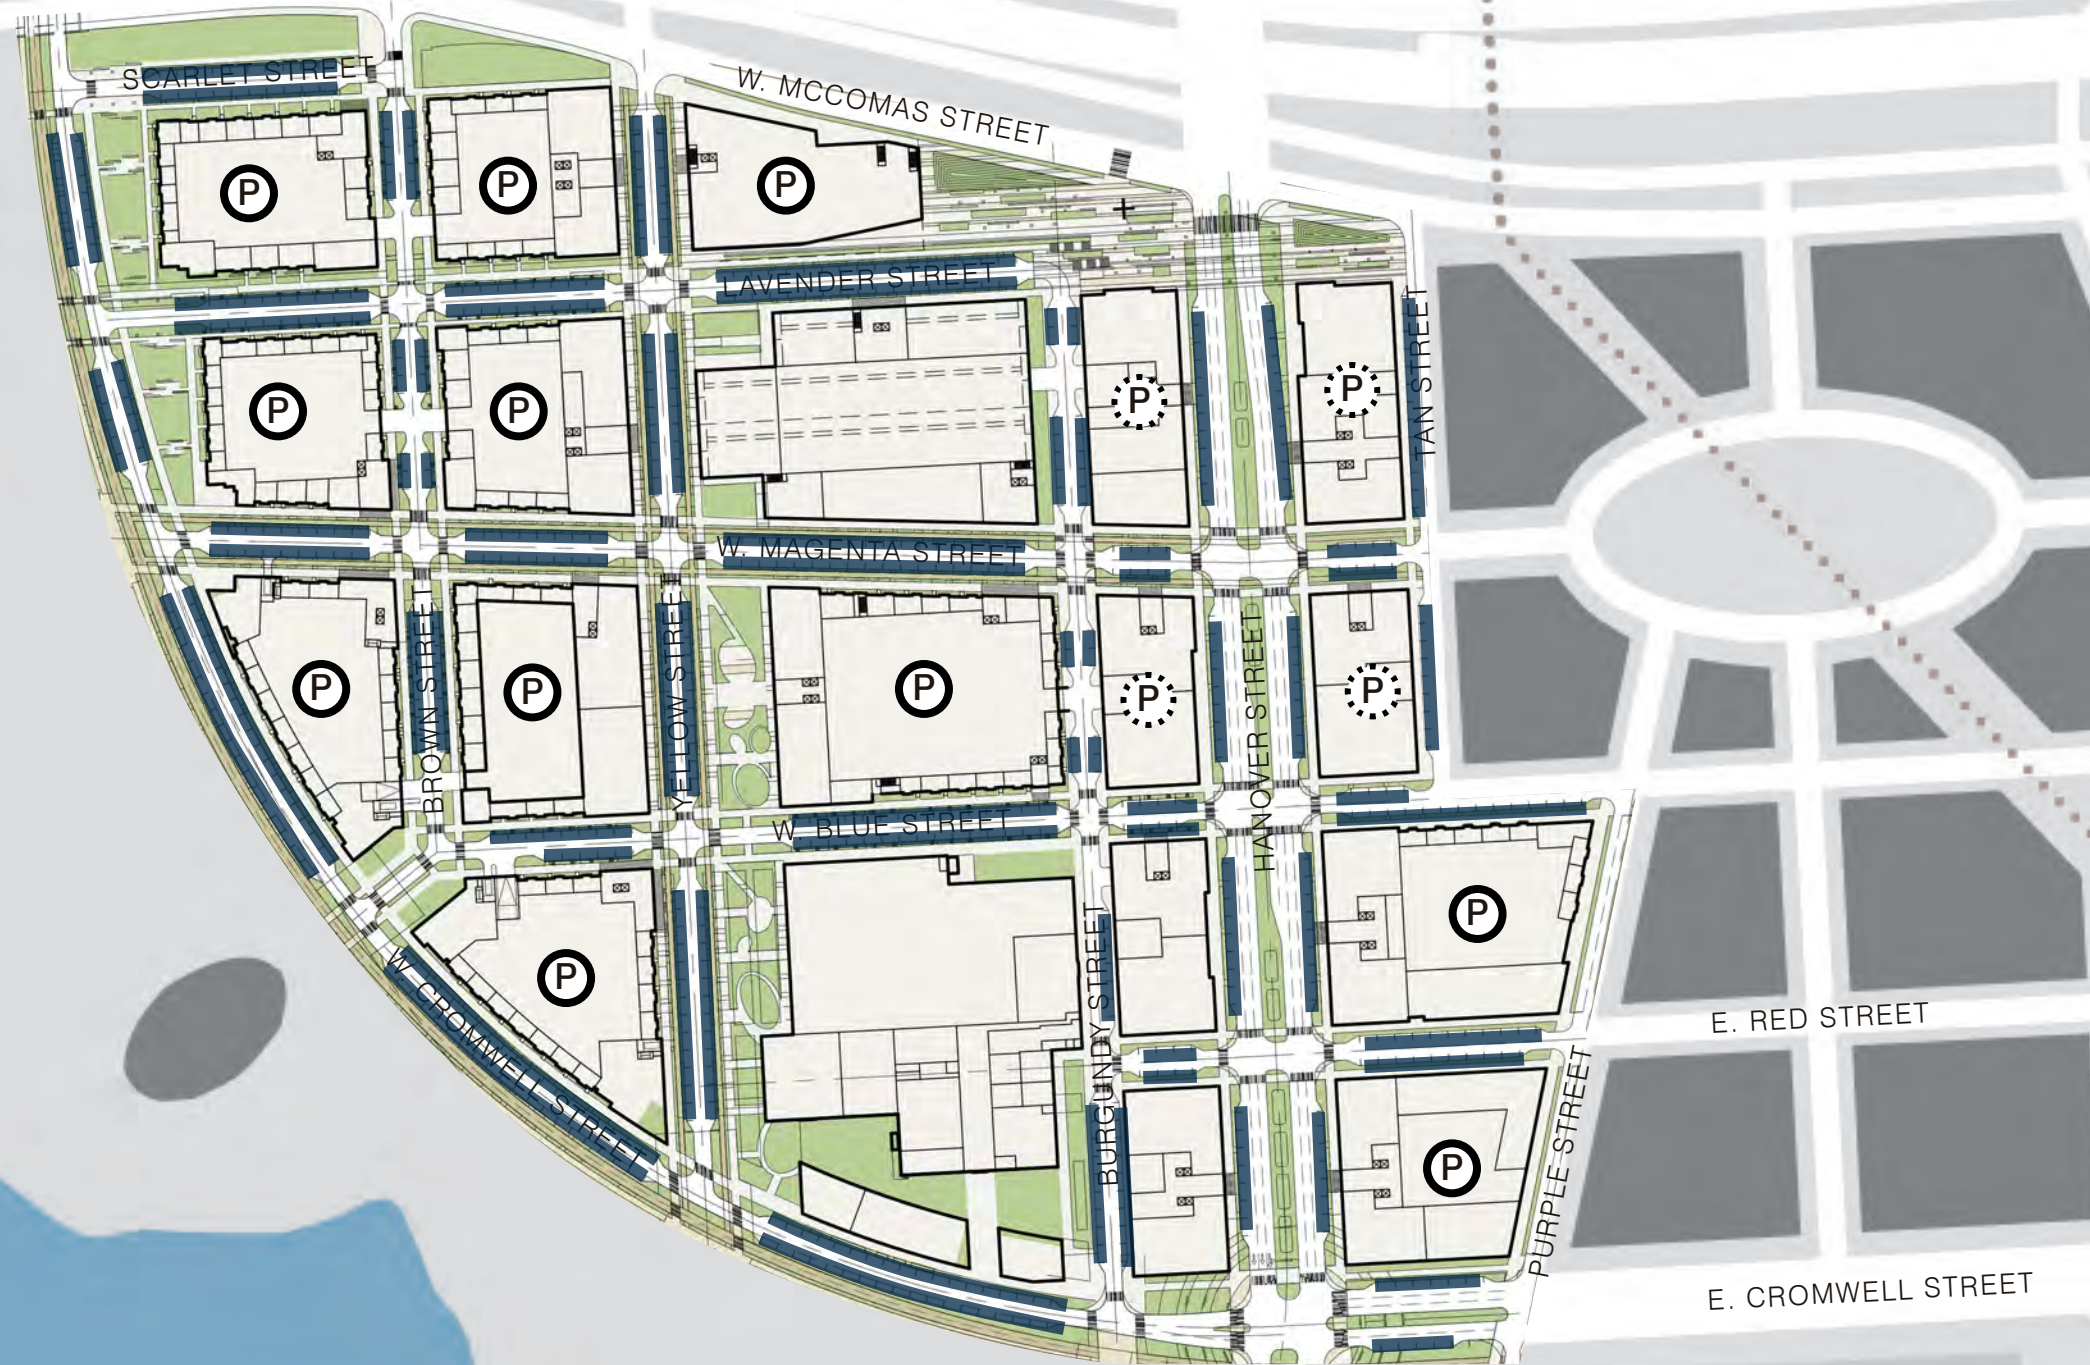 SCARLET STREET
W. MCCOMAS STREET
P
P
P
LAVENDER STREET
TAN STREET
P
P
P
P
W. MAGENTA STREET
P
P
P
P
P
BROWN STREET
YELLOW STREET
HANOVER STREET
W. BLUE STREET
P
P
W. CROMWELL STREET
BURGUNDY STREET
E. RED STREET
P
PURPLE STREET
E. CROMWELL STREET